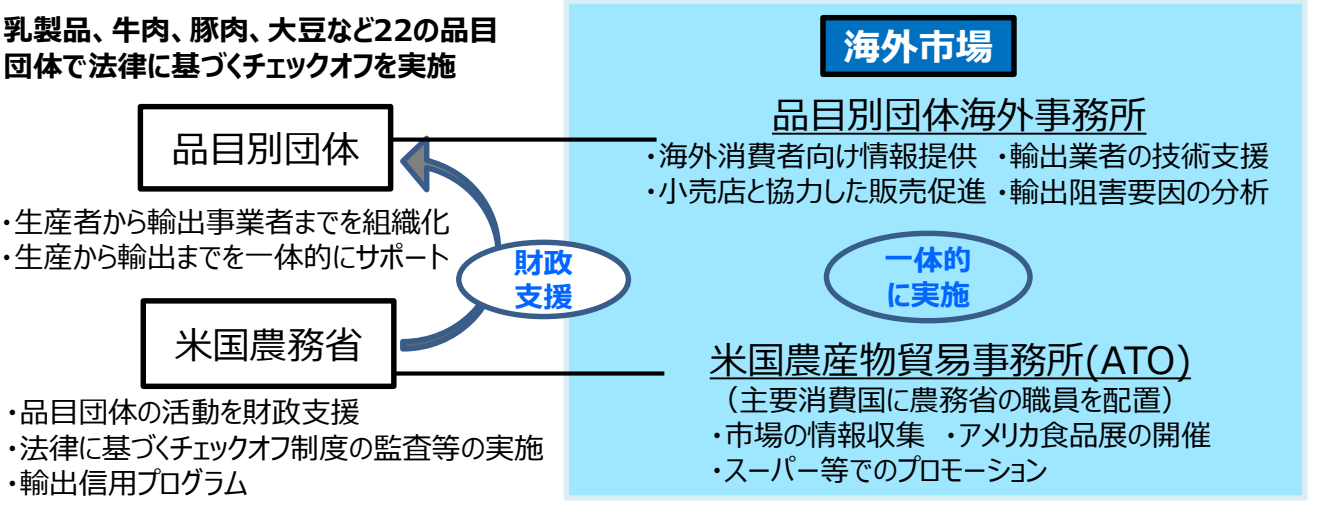 乳製品、牛肉、豚肉、大豆など22の品目
団体で法律に基づくチェックオフを実施
品目別団体
・生産者から輸出事業者までを組織化
・生産から輸出までを一体的にサポート
財政
支援
米国農務省
・品目団体の活動を財政支援
・法律に基づくチェックオフ制度の監査等の実施
・輸出信用プログラム
海外市場
品目別団体海外事務所
・海外消費者向け情報提供 ・輸出業者の技術支援
・小売店と協力した販売促進 ・輸出阻害要因の分析
一体的
に実施
米国農産物貿易事務所(ATO)
（主要消費国に農務省の職員を配置）
・市場の情報収集 ・アメリカ食品展の開催
・スーパー等でのプロモーション